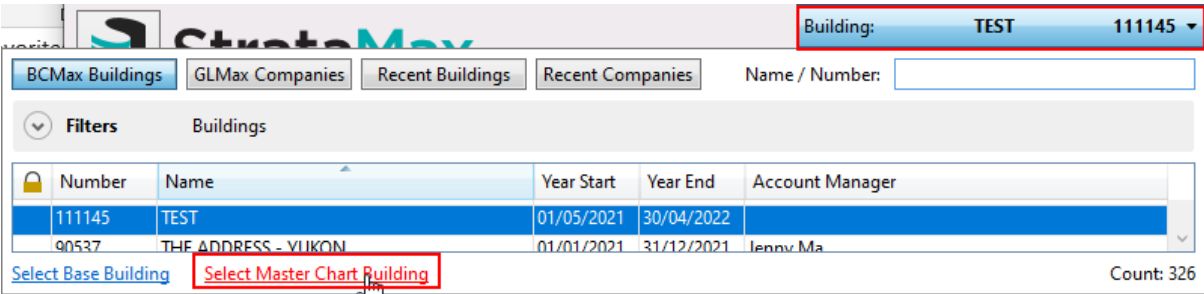 Building: TEST 111145
StrataMax
BCMax Buildings GLMax Companies Recent Buildings Recent Companies Name / Number:
Filters Buildings
Number Name Year Start Year End Account Manager
111145 TEST 01/05/2021 30/04/2022
90537 THE ADDRESS - YUKON 01/01/2021 31/12/2021 Jenny Ma
Select Base Building Select Master Chart Building Count: 326